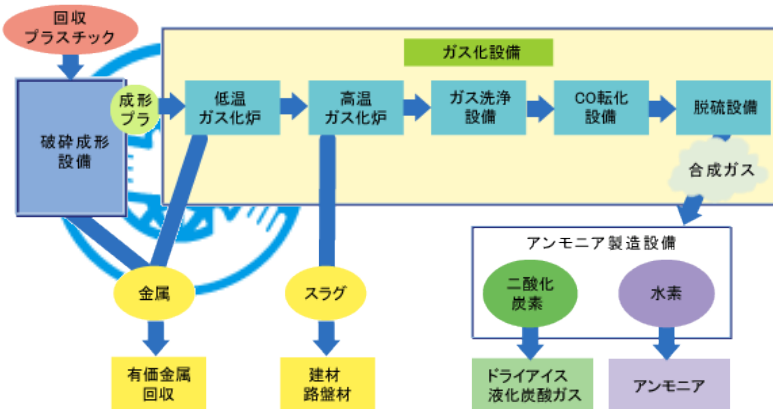 回収
プラスチック
ガス化設備
破砕成形
設備
成形
プラ
低温
ガス化炉
高温
ガス化炉
ガス洗浄
設備
CO転化
設備
脱硫設備
合成ガス
アンモニア製造設備
二酸化
炭素
水素
金属
スラグ
有価金属
回収
建材
路盤材
ドライアイス
液化炭酸ガス
アンモニア